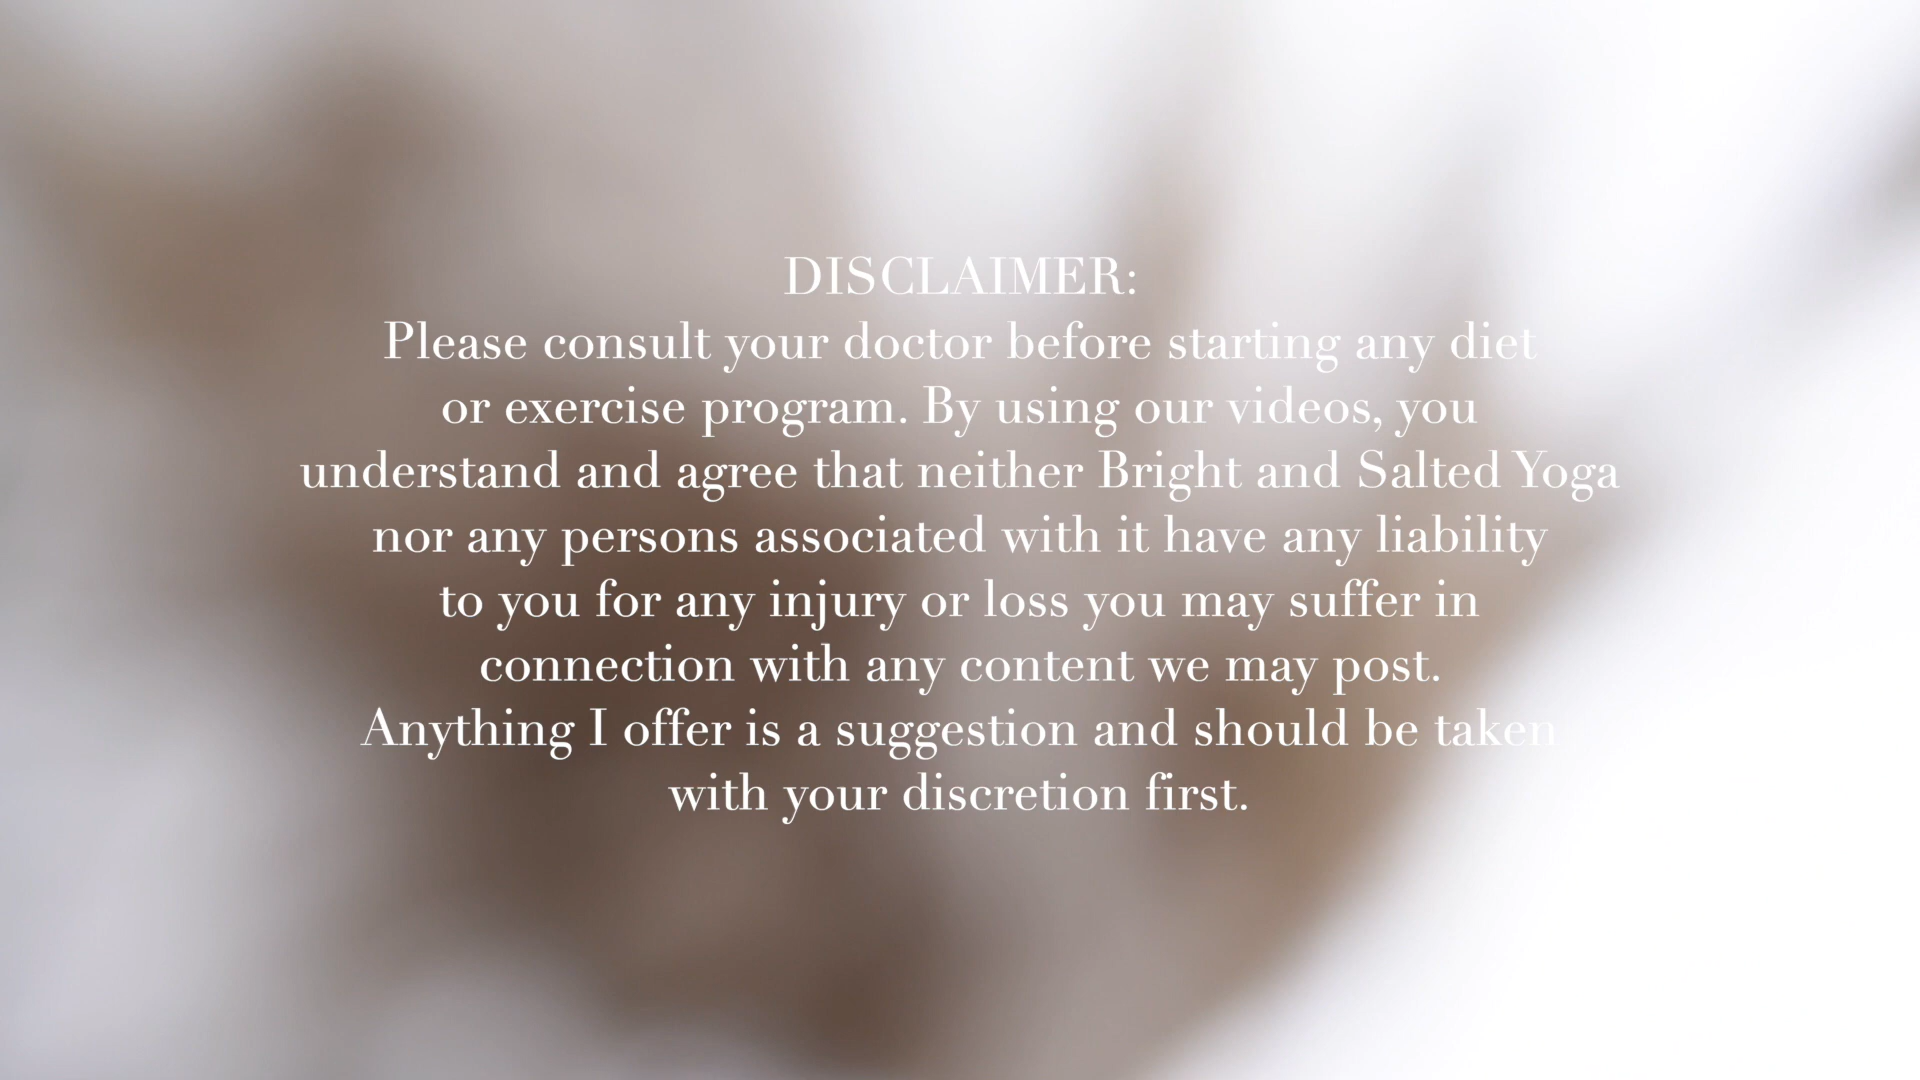 DISCLAIMER:
Please consult your doctor before starting any diet
or exercise program. By using our videos, you
understand and agree that neither Bright and Salted Yoga
nor any persons associated with it have any liability
to you for any injury or loss you may suffer in
connection with any content we may post.
Anything I offer is a suggestion and should be taken
with your discretion first.